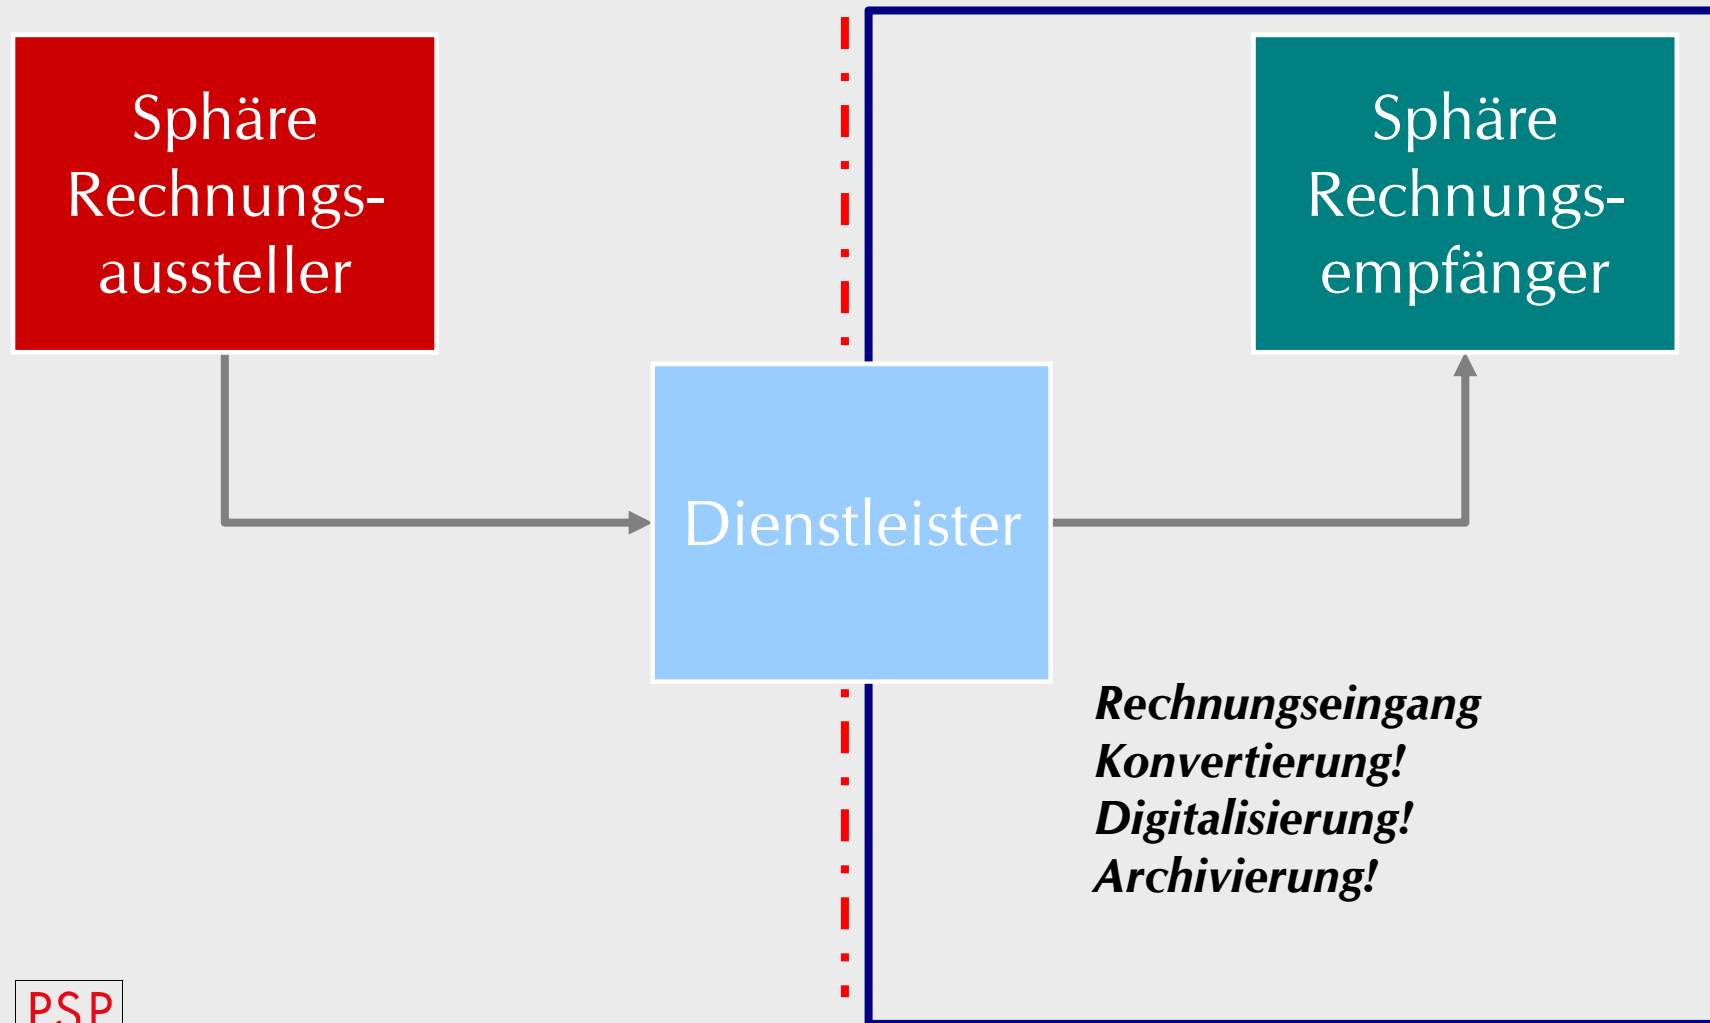 Sphäre
Rechnungs-
aussteller
Sphäre
Rechnungs-
empfänger
Dienstleister
Rechnungseingang
Konvertierung!
Digitalisierung!
Archivierung!
PSP